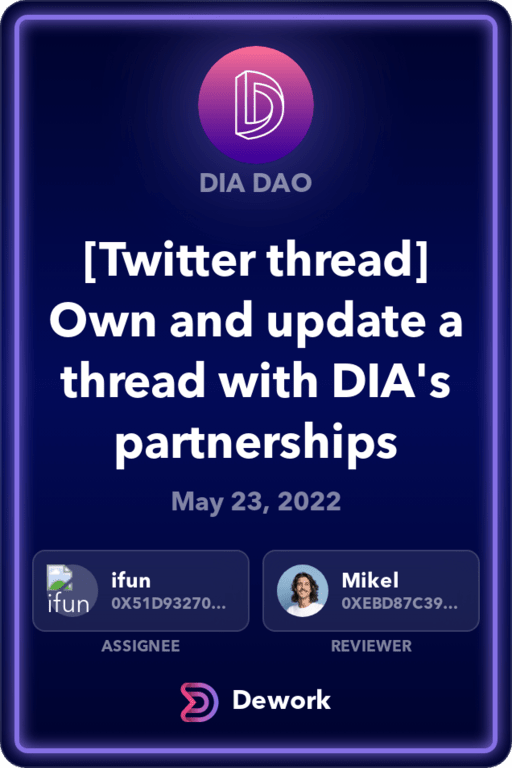 DIA DAO
[Twitter thread]
Own and update a
thread with DIA's
partnerships
May 23, 2022
ifun
ifun
0X51D93270...
Mikel
0XEBD87C39...
ASSIGNEE
REVIEWER
Dework